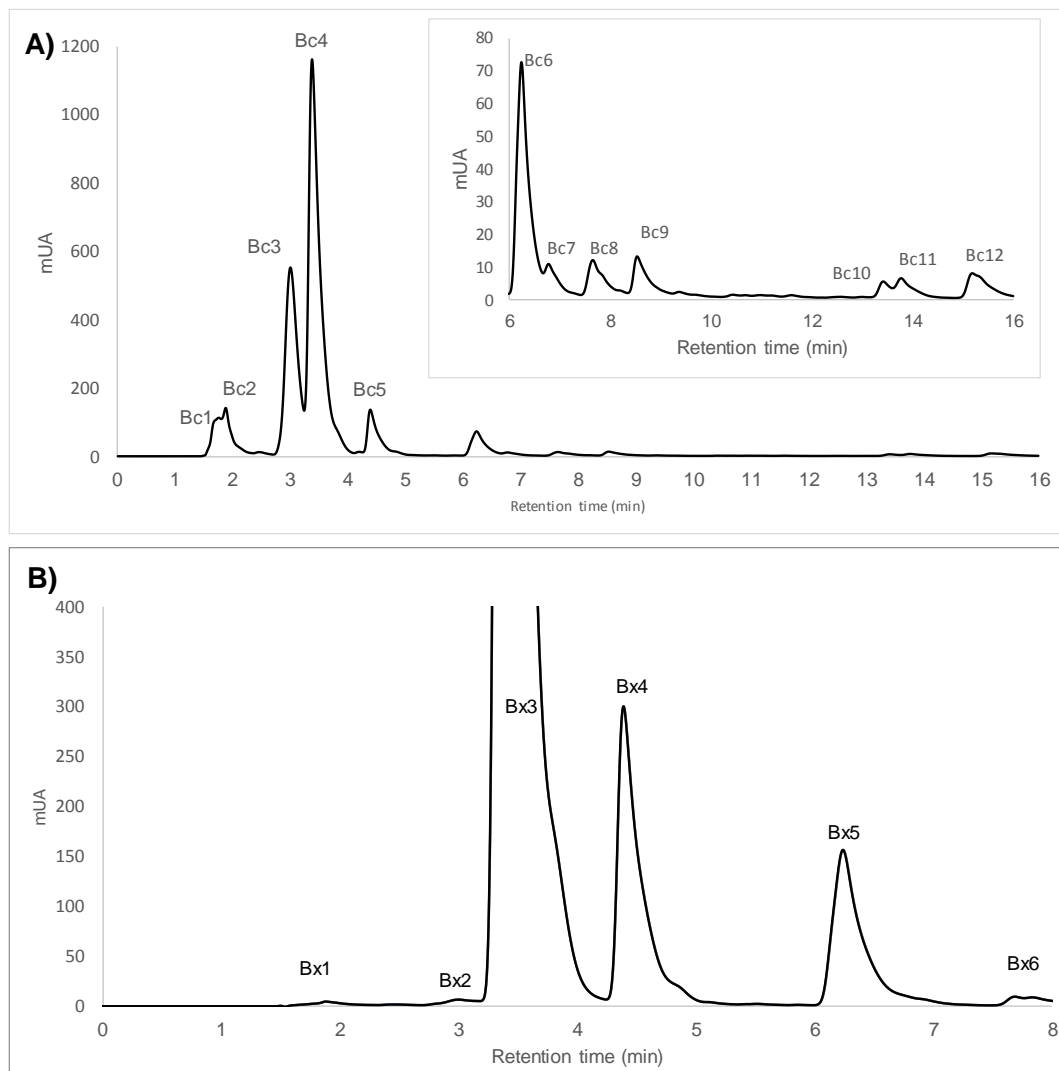 A)
1200
1000
800
600
400
200
0
mUA
Bc1
Bc2
Bc3
Bc4
Bc5
0 1 2 3 4 5 6 7 8 9 10 11 12 13 14 15 16
Retention time (min)
80
70
60
50
40
30
20
10
0
mUA
Bc6
Bc7
Bc8
Bc9
Bc10
Bc11
Bc12
6 8 10 12 14 16
Retention time (min)
B)
400
350
300
250
200
150
100
50
0
mUA
Bx1
Bx2
Bx3
Bx4
Bx5
Bx6
0 1 2 3 4 5 6 7 8
Retention time (min)